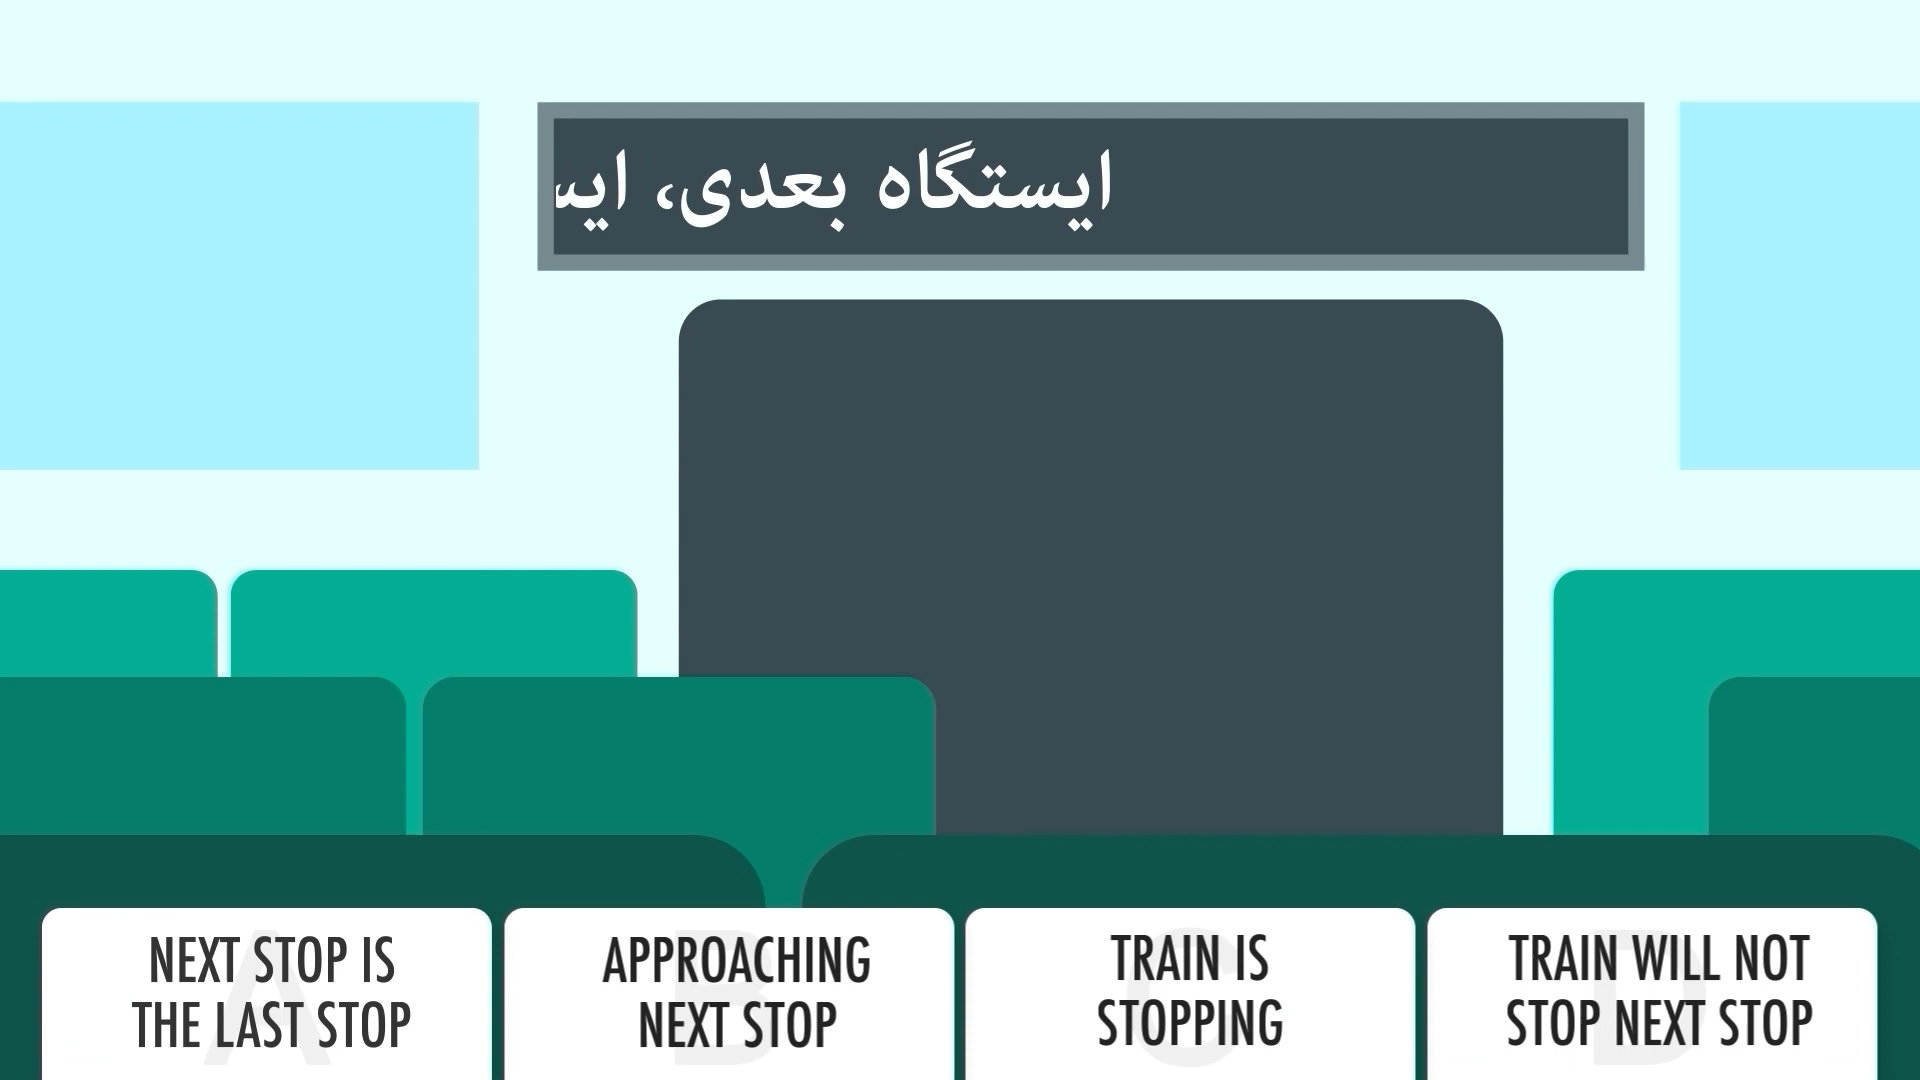 ایستگاه بعدی،
A
NEXT STOP IS
THE LAST STOP
B
APPROACHING
NEXT STOP
C
TRAIN IS
STOPPING
D
TRAIN WILL NOT
STOP NEXT STOP